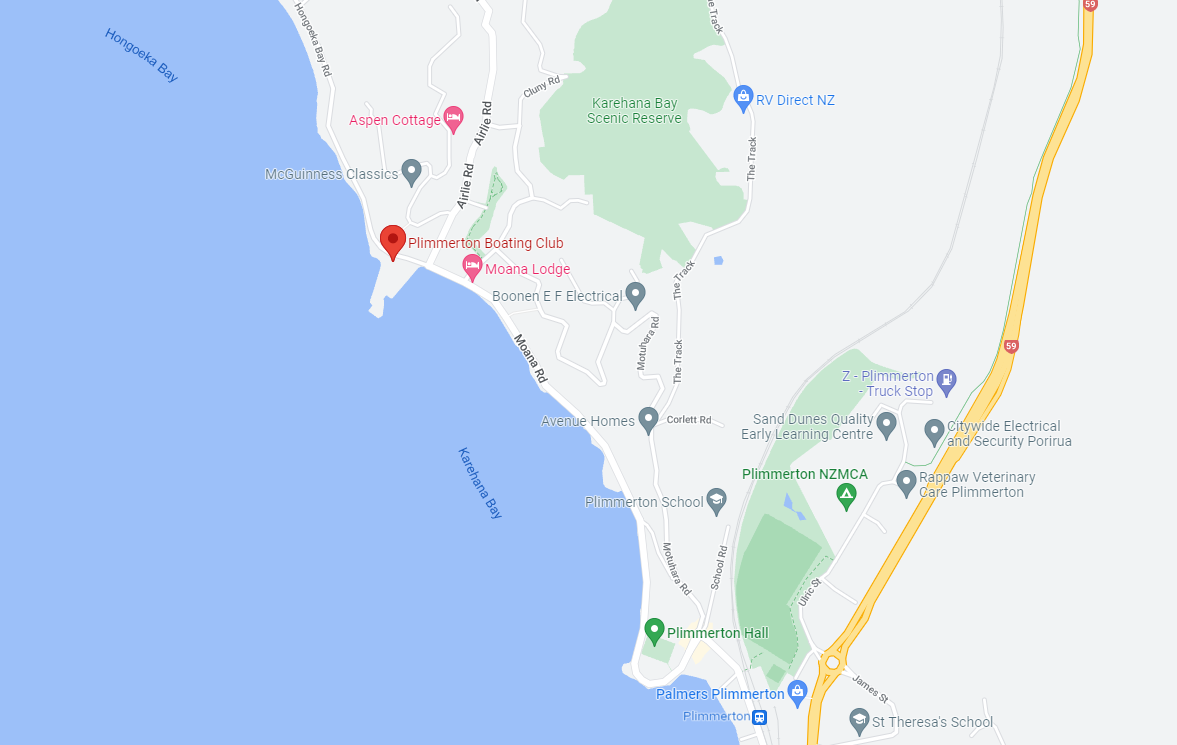 59
Hongoeka Bay Rd
The Track
Hongoeka Bay
Cluny Rd
RV Direct NZ
Karehana Bay
Scenic Reserve
Aspen Cottage
Airlie Rd
The Track
McGuinness Classics
Airlie Rd
Plimmerton Boating Club
Moana Lodge
The Track
Boonen E F Electrical
Motuhara Rd
59
Moana Rd
The Track
Z - Plimmerton
- Truck Stop
Avenue Homes
Corlett Rd
Sand Dunes Quality
Early Learning Centre
Citywide Electrical
and Security Porirua
Plimmerton NZMCA
Rappaw Veterinary
Care Plimmerton
Karehana Bay
Plimmerton School
Motuhara Rd
School Rd
Ulric St
Plimmerton Hall
James St
Palmers Plimmerton
Plimmerton
St Theresa's School